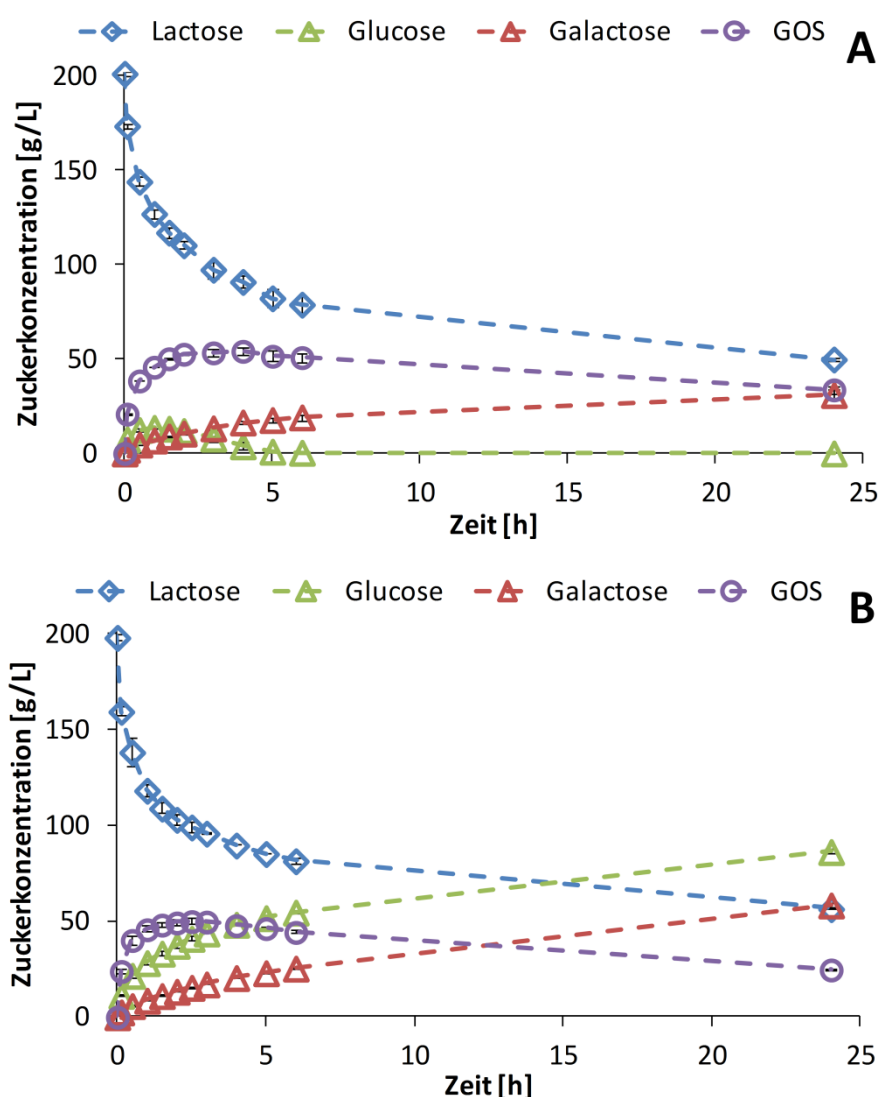 Lactose Glucose Galactose GOS
A
Zuckerkonzentration [g/L]
200
150
100
50
0
0 5 10 15 20 25
Zeit [h]
Lactose Glucose Galactose GOS
B
Zuckerkonzentration [g/L]
200
150
100
50
0
0 5 10 15 20 25
Zeit [h]